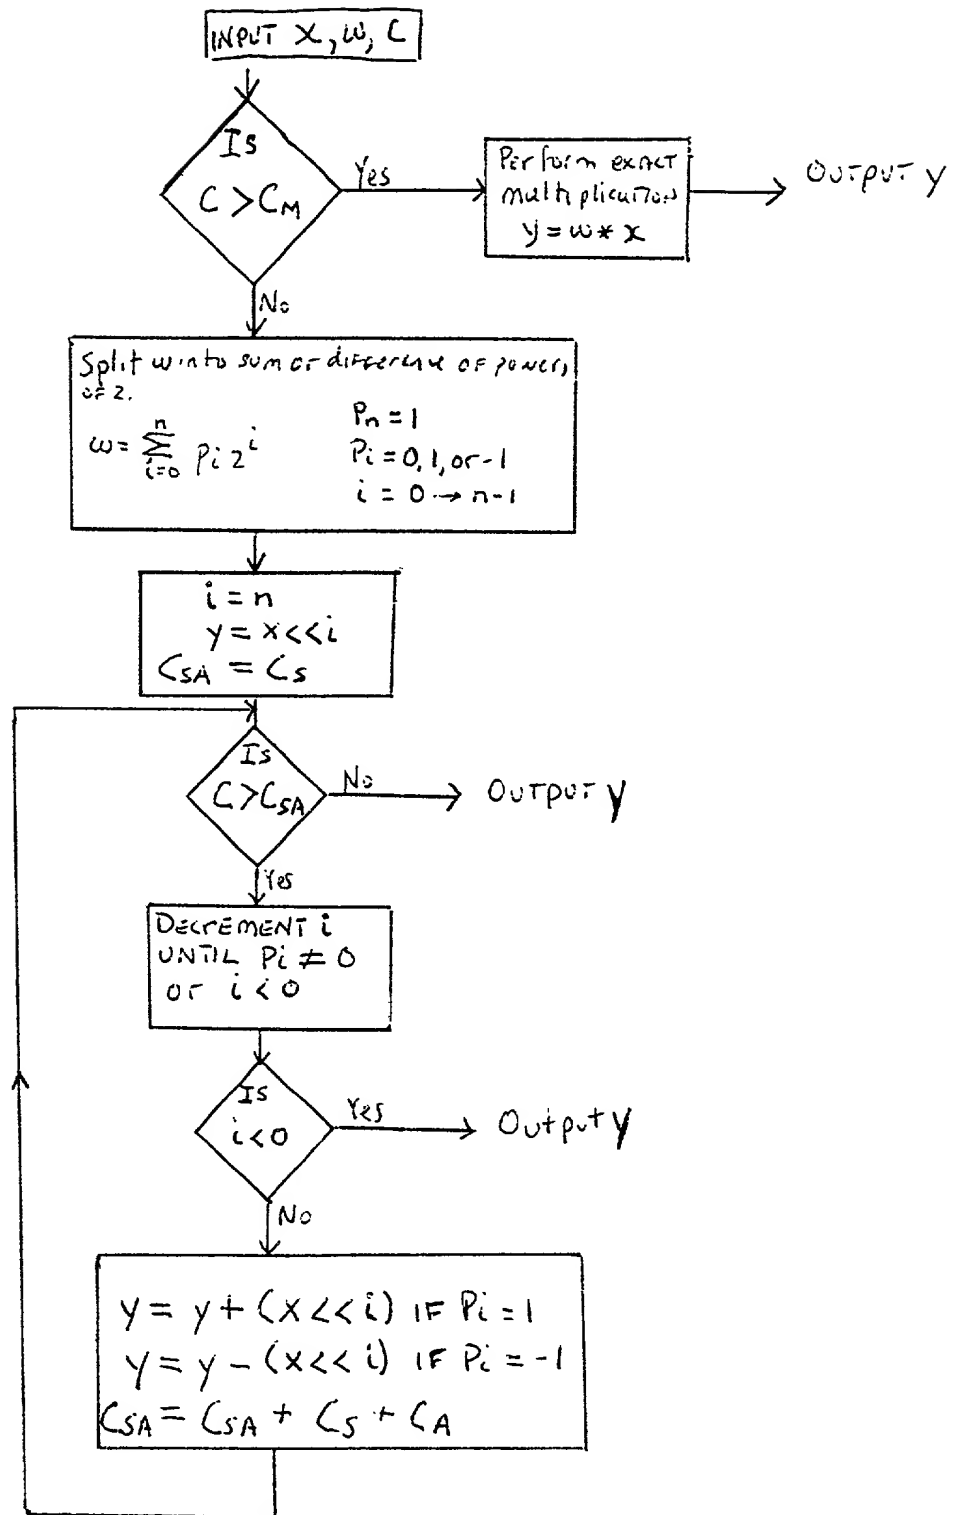 INPUT X, w, C
Is
C > C_M
Yes
Perform exact
multiplication
y = w * x
OUTPUT y
No
Split w into sum or difference of powers
of 2.
w = Σ_{i=0}^{n} Pi 2^i
Pn = 1
Pi = 0, 1, or -1
i = 0 → n-1
i = n
y = x << i
C_SA = C_S
Is
C > C_SA
No
OUTPUT y
Yes
DECREMENT i
UNTIL Pi ≠ 0
or i < 0
Is
i < 0
Yes
Output y
No
y = y + (x << i) IF Pi = 1
y = y - (x << i) IF Pi = -1
C_SA = C_SA + C_S + C_A